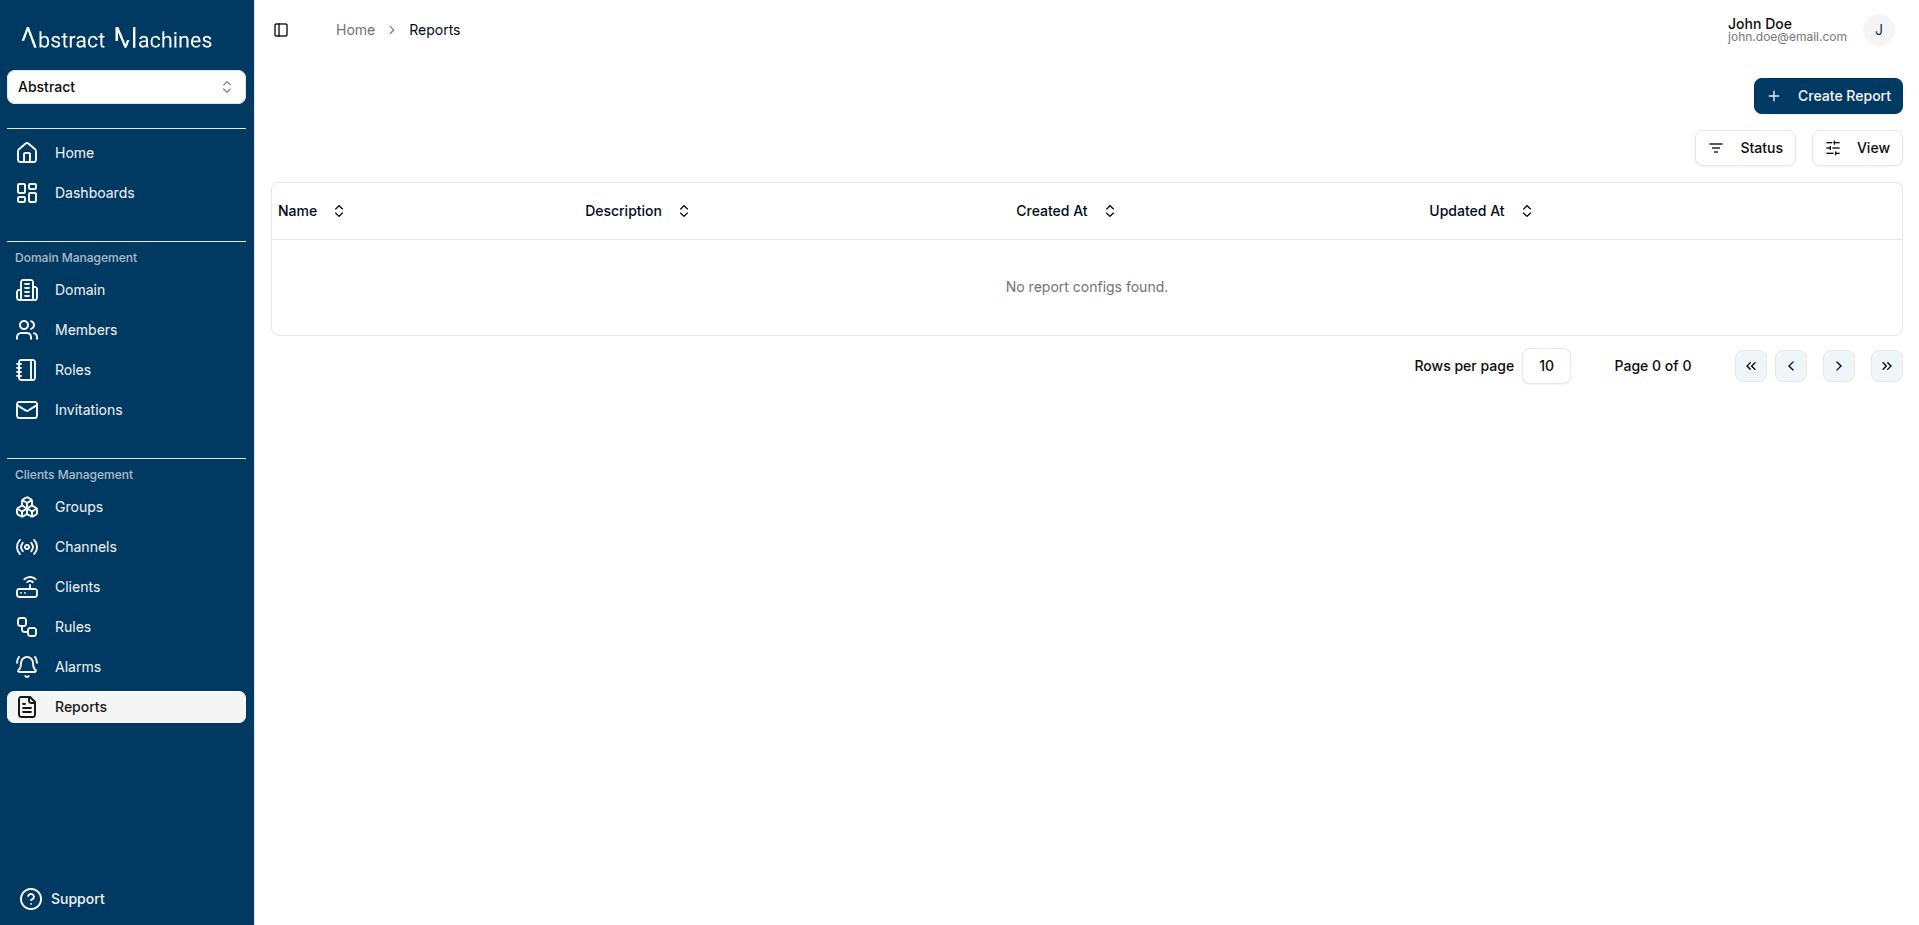 Abstract Machines
Abstract
Home
Dashboards
Domain Management
Domain
Members
Roles
Invitations
Clients Management
Groups
Channels
Clients
Rules
Alarms
Reports
Support
Home > Reports
John Doe
john.doe@email.com
J
Create Report
Status View
Name Description Created At Updated At
No report configs found.
Rows per page 10 Page 0 of 0